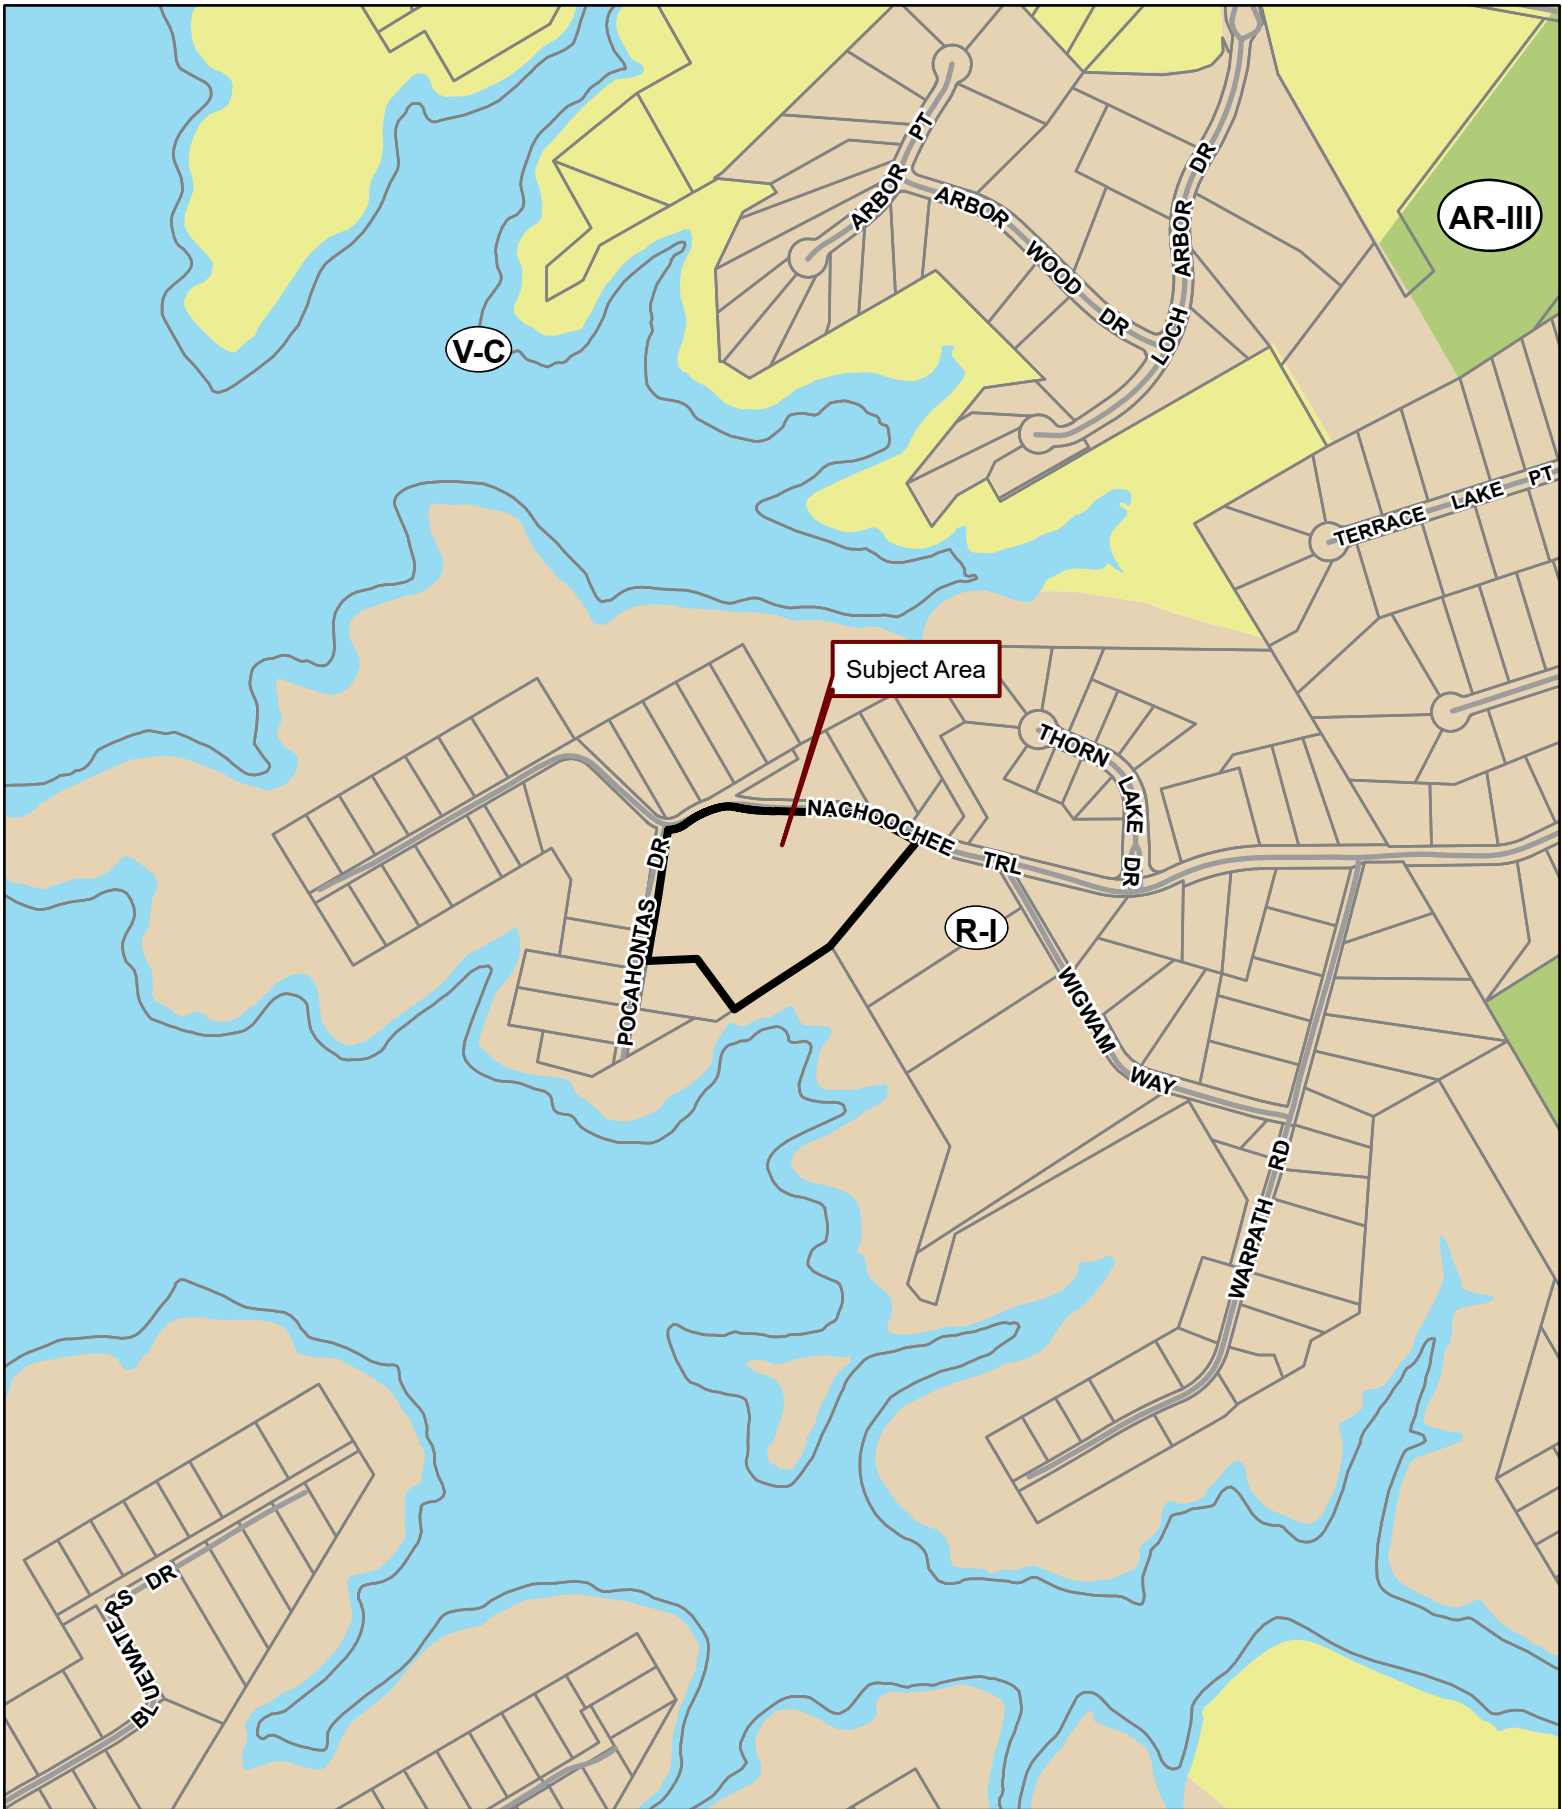 ARBOR PT
ARBOR WOOD DR
LOCH ARBOR DR
AR-III
V-C
TERRACE LAKE PT
Subject Area
THORN LAKE DR
NACHOOCHEE TRL
POCAHONTAS DR
R-I
WIGWAM WAY
WARPATH RD
BLUEWATERS DR